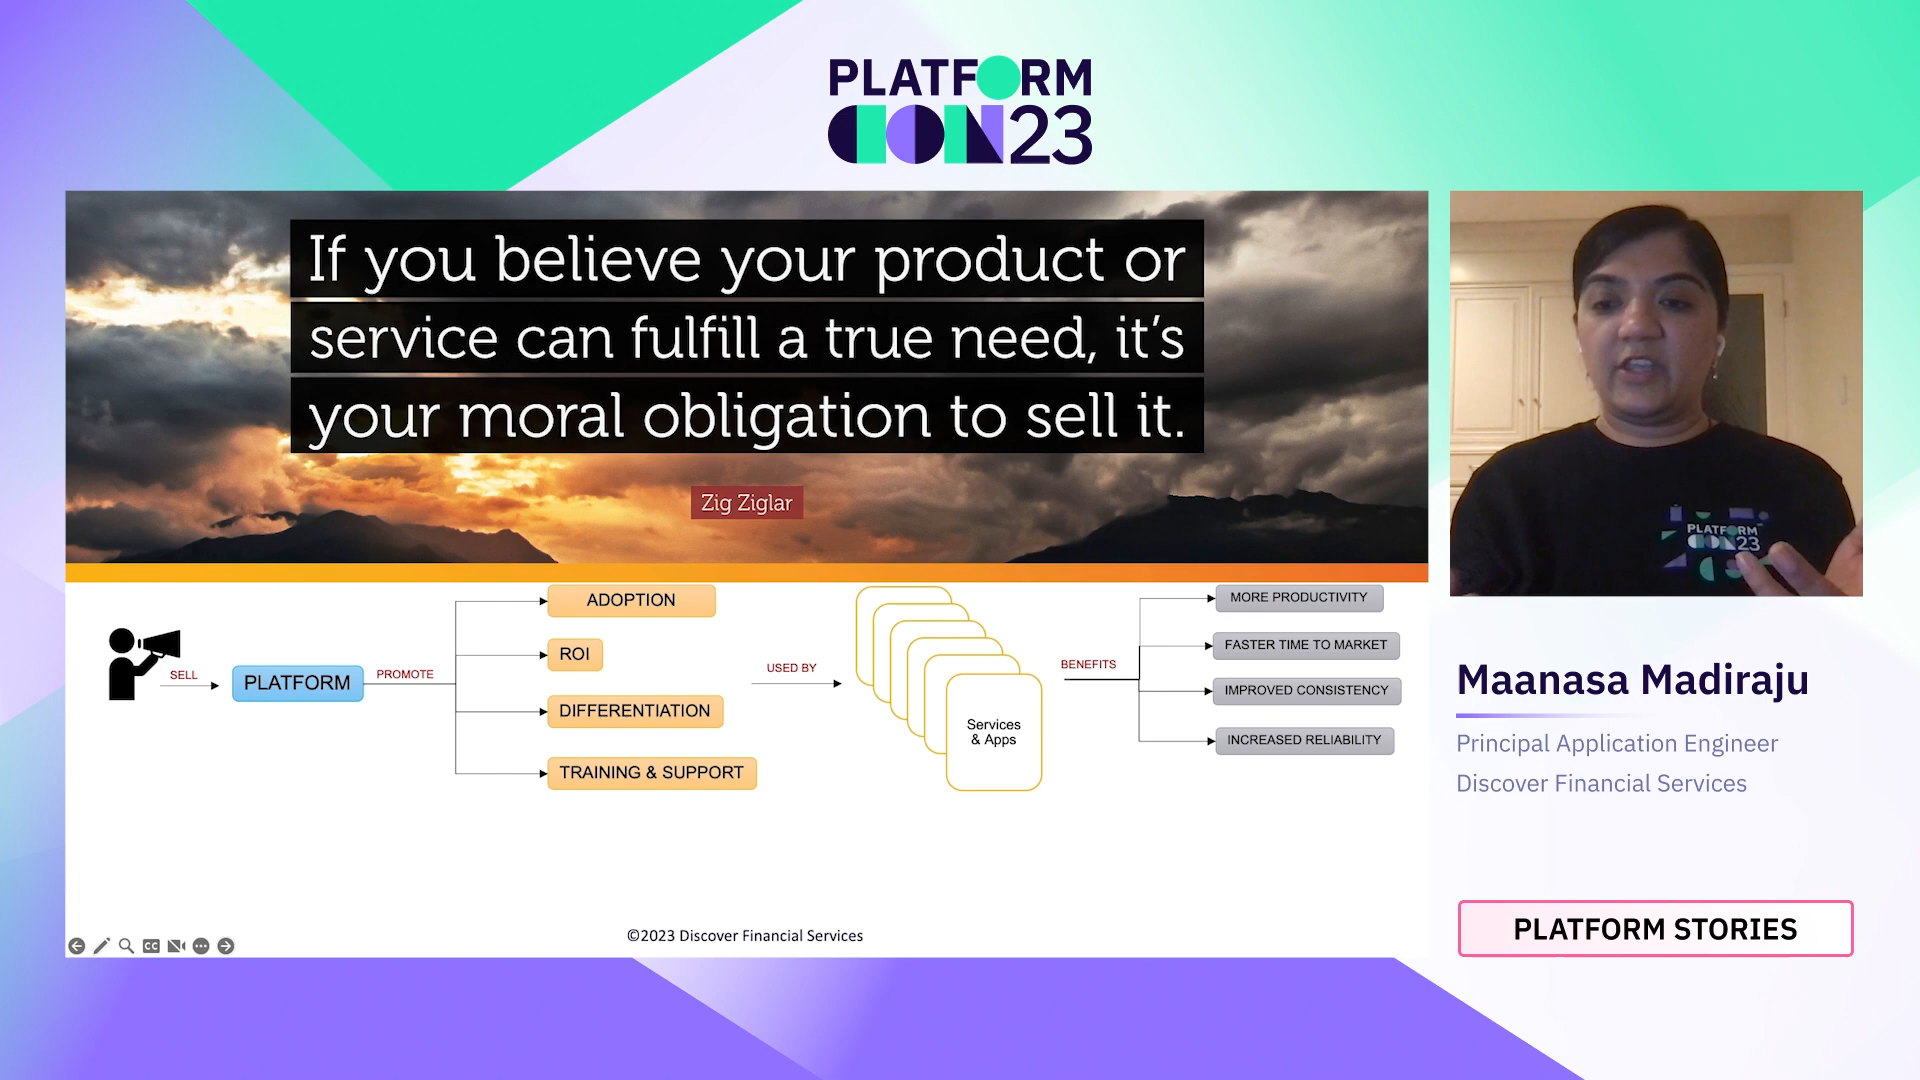 PLATFORM
CON23
If you believe your product or
service can fulfill a true need, it's
your moral obligation to sell it.
Zig Ziglar
SELL
PLATFORM
PROMOTE
ADOPTION
ROI
DIFFERENTIATION
TRAINING & SUPPORT
USED BY
Services
& Apps
BENEFITS
MORE PRODUCTIVITY
FASTER TIME TO MARKET
IMPROVED CONSISTENCY
INCREASED RELIABILITY
CC
©2023 Discover Financial Services
PLATFORM
CON23
Maanasa Madiraju
Principal Application Engineer
Discover Financial Services
PLATFORM STORIES